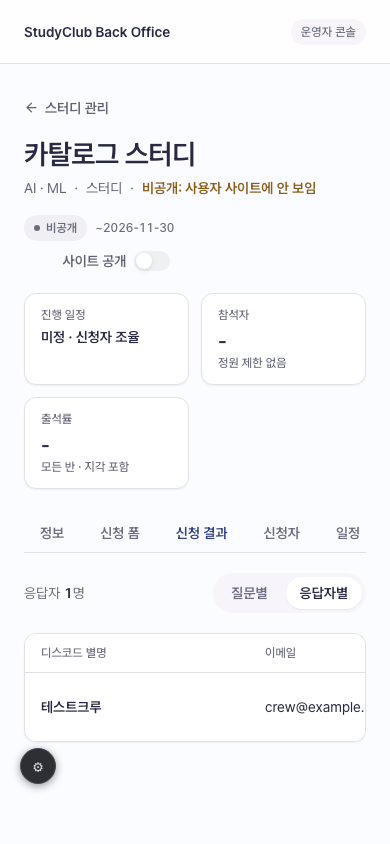 StudyClub Back Office
운영자 콘솔
← 스터디 관리
카탈로그 스터디
AI · ML · 스터디 · 비공개: 사용자 사이트에 안 보임
비공개 ~2026-11-30
사이트 공개
진행 일정
미정 · 신청자 조율
참석자
–
정원 제한 없음
출석률
–
모든 반 · 지각 포함
정보 신청 폼 신청 결과 신청자 일정
응답자 1명
질문별 응답자별
디스코드 별명 이메일
테스트크루 crew@example.